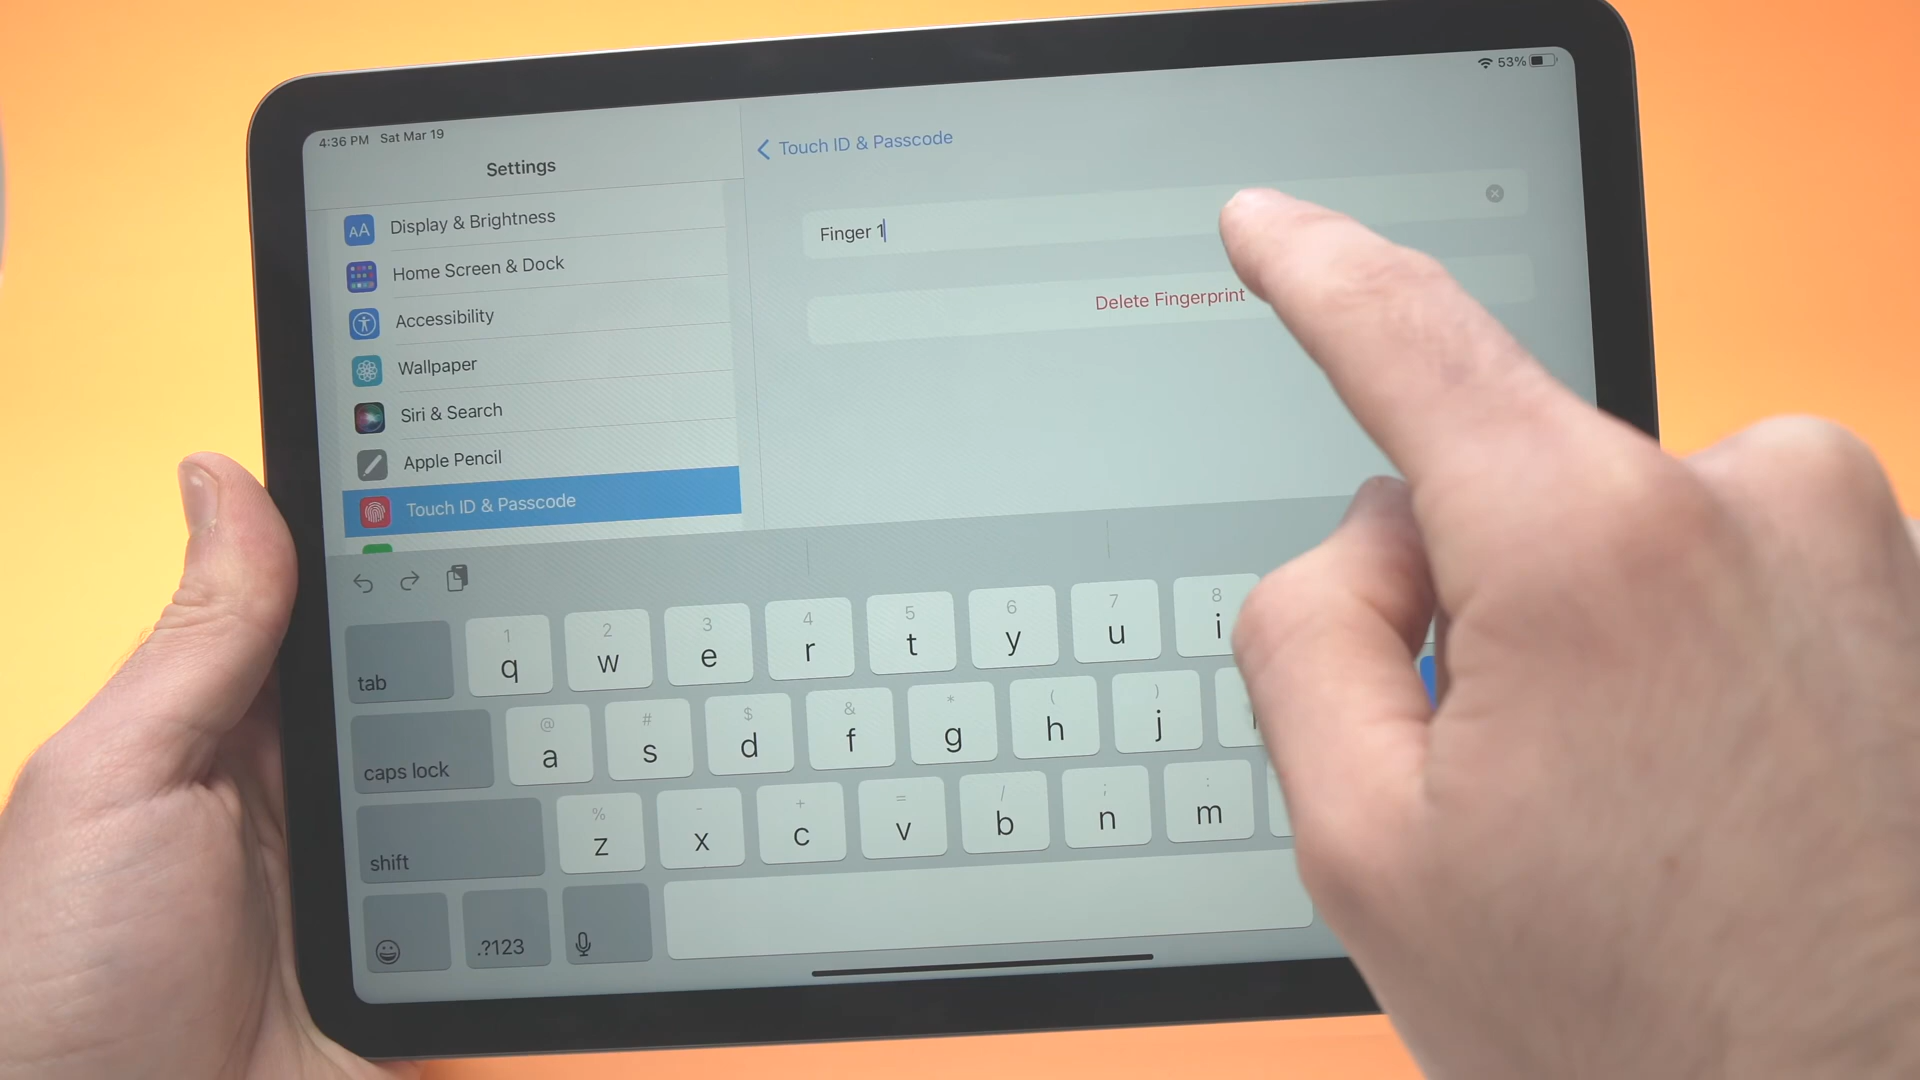 4:36 PM Sat Mar 19
53%
Settings
Touch ID & Passcode
Display & Brightness
Home Screen & Dock
Accessibility
Wallpaper
Siri & Search
Apple Pencil
Touch ID & Passcode
Finger 1
Delete Fingerprint
1 2 3 4 5 6 7 8
tab q w e r t y u i
@ # $ & * ( )
caps lock a s d f g h j
% - + = / ; :
shift z x c v b n m
.?123